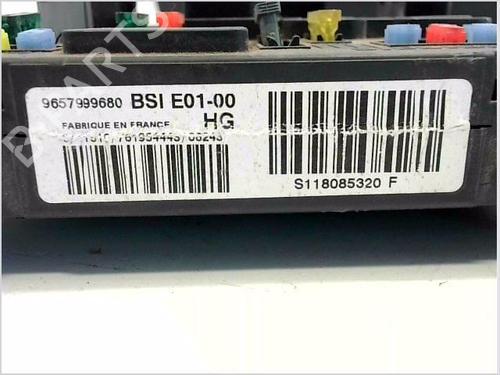 9657999680 BSI E01-00
FABRIQUE EN FRANCE HG
S118085320 F